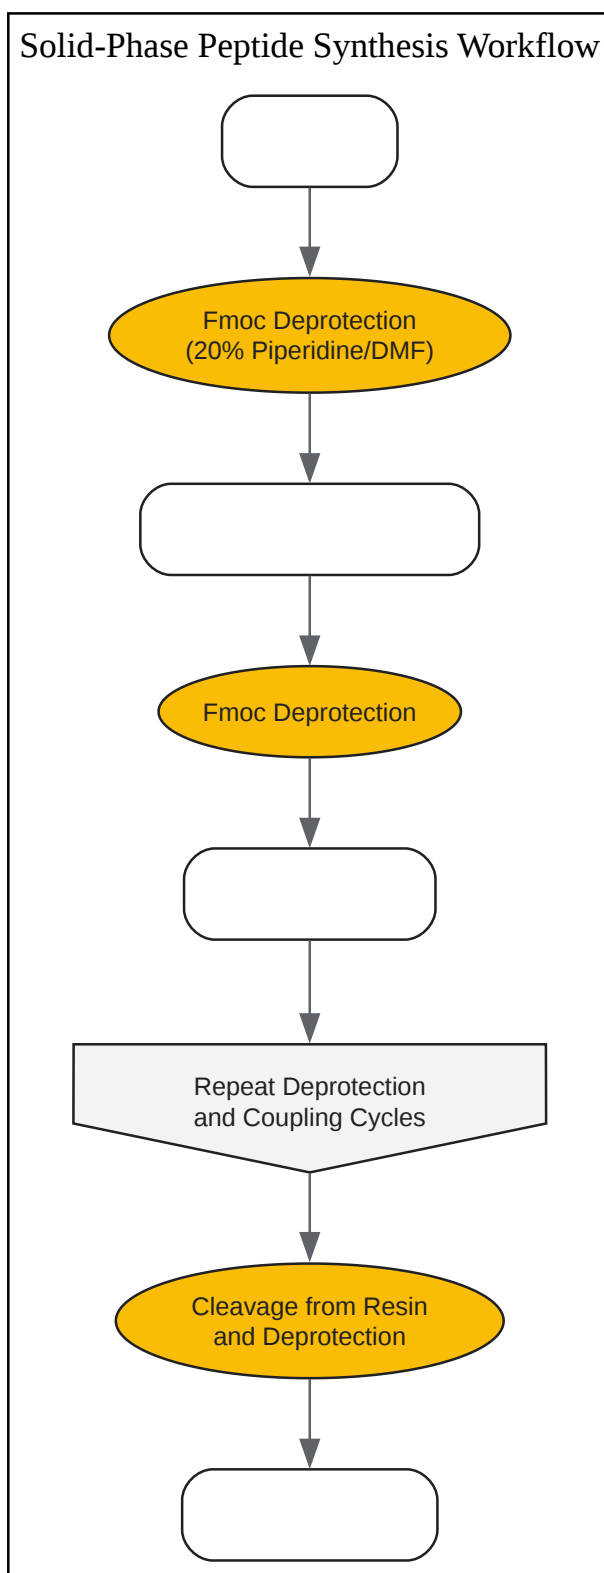 Solid-Phase Peptide Synthesis Workflow
Fmoc Deprotection
(20% Piperidine/DMF)
Fmoc Deprotection
Repeat Deprotection
and Coupling Cycles
Cleavage from Resin
and Deprotection